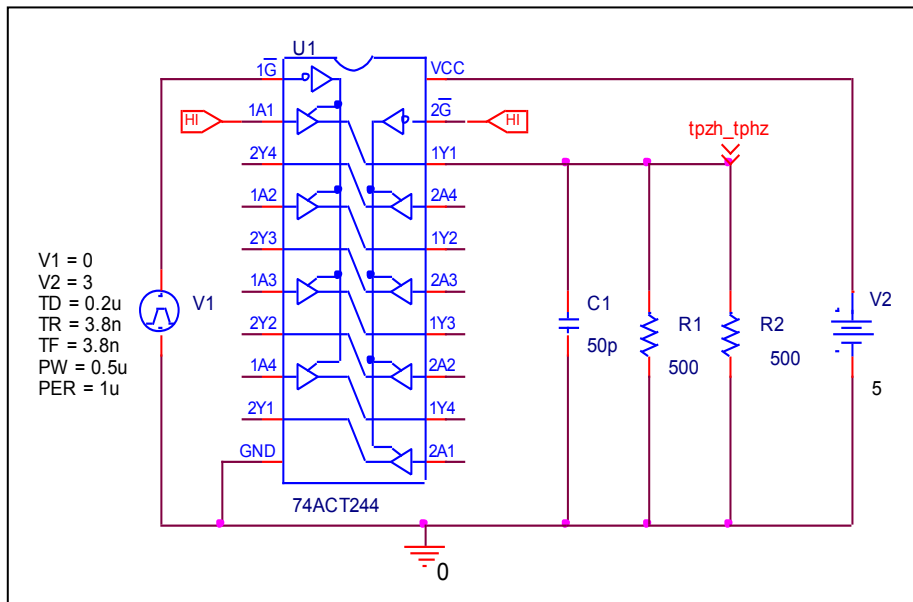 U1
1G
VCC
HI
1A1
2G
HI
tpzh_tphz
2Y4
1Y1
1A2
2A4
2Y3
1Y2
V1 = 0
V2 = 3
TD = 0.2u
TR = 3.8n
TF = 3.8n
PW = 0.5u
PER = 1u
V1
1A3
2A3
2Y2
1Y3
1A4
2A2
2Y1
1Y4
GND
2A1
C1
50p
R1
500
R2
500
V2
5
74ACT244
0